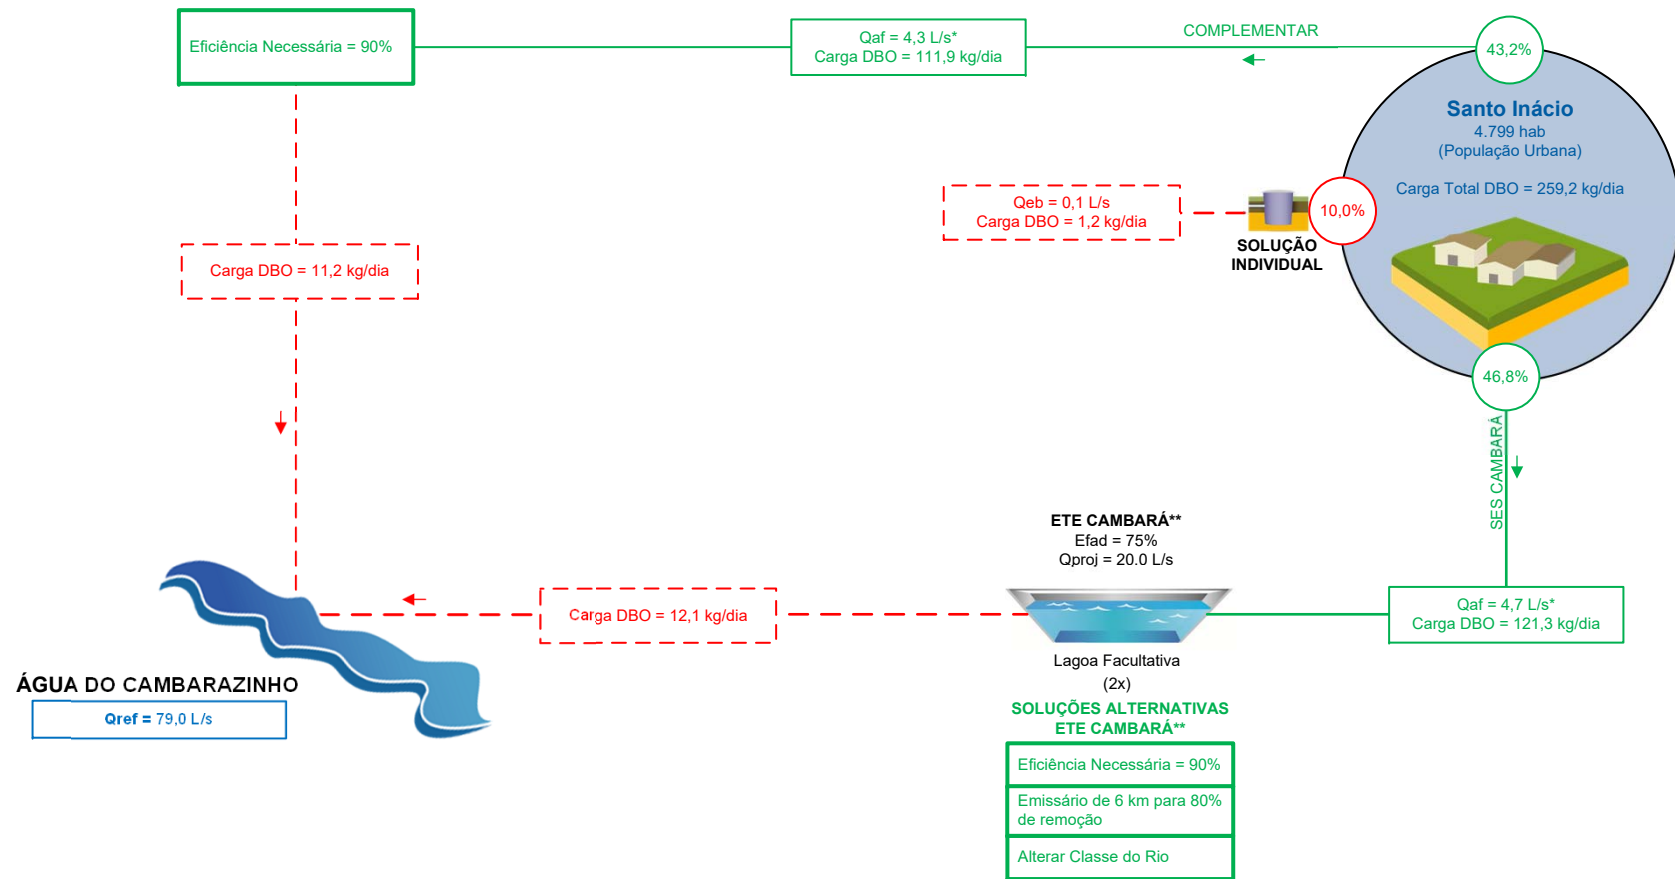 Eficiência Necessária = 90%
Qaf = 4,3 L/s*
Carga DBO = 111,9 kg/dia
COMPLEMENTAR
43,2%
Santo Inácio
4.799 hab
(População Urbana)
Carga Total DBO = 259,2 kg/dia
Qeb = 0,1 L/s
Carga DBO = 1,2 kg/dia
10,0%
SOLUÇÃO
INDIVIDUAL
Carga DBO = 11,2 kg/dia
46,8%
SES CAMBARÁ
ETE CAMBARÁ**
Efad = 75%
Qproj = 20.0 L/s
Carga DBO = 12,1 kg/dia
Qaf = 4,7 L/s*
Carga DBO = 121,3 kg/dia
Lagoa Facultativa
(2x)
ÁGUA DO CAMBARAZINHO
Qref = 79,0 L/s
SOLUÇÕES ALTERNATIVAS
ETE CAMBARÁ**
Eficiência Necessária = 90%
Emissário de 6 km para 80%
de remoção
Alterar Classe do Rio